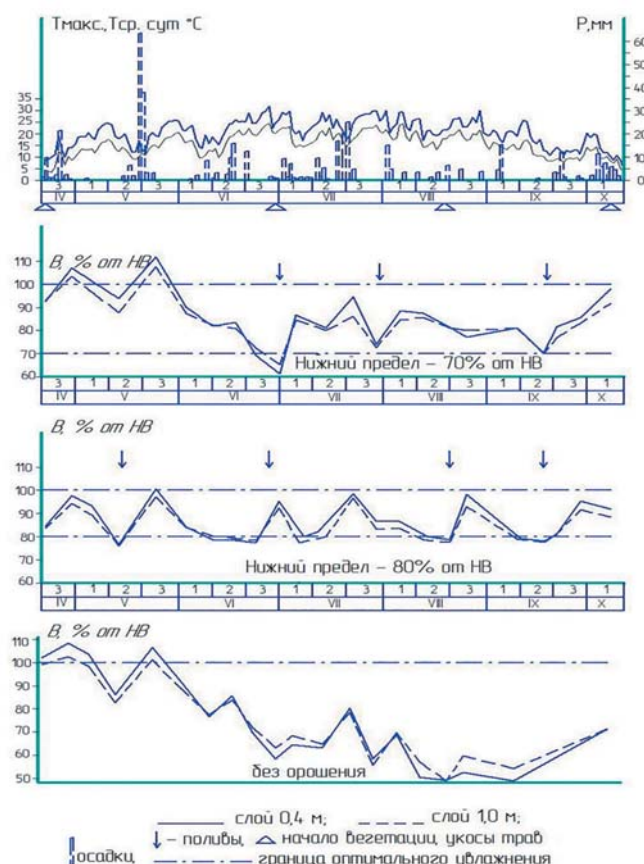 Тмакс.,Тср. сут °С Р,мм
35
30
25
20
15
10
5
0
60
50
40
30
20
10
0
3 1 2 3 1 2 3 1 2 3 1 2 3 1 2 3 1
IV V VI VII VIII IX X
В, % от НВ
110
100
90
80
70
60
Нижний предел – 70% от НВ
3 1 2 3 1 2 3 1 2 3 1 2 3 1 2 3 1
IV V VI VII VIII IX X
В, % от НВ
110
100
90
80
70
60
Нижний предел – 80% от НВ
3 1 2 3 1 2 3 1 2 3 1 2 3 1 2 3 1
IV V VI VII VIII IX X
В, % от НВ
110
100
90
80
70
60
50
без орошения
слой 0,4 м; слой 1,0 м;
осадки, – поливы, начало вегетации, укосы трав
граница оптимального увлажнения